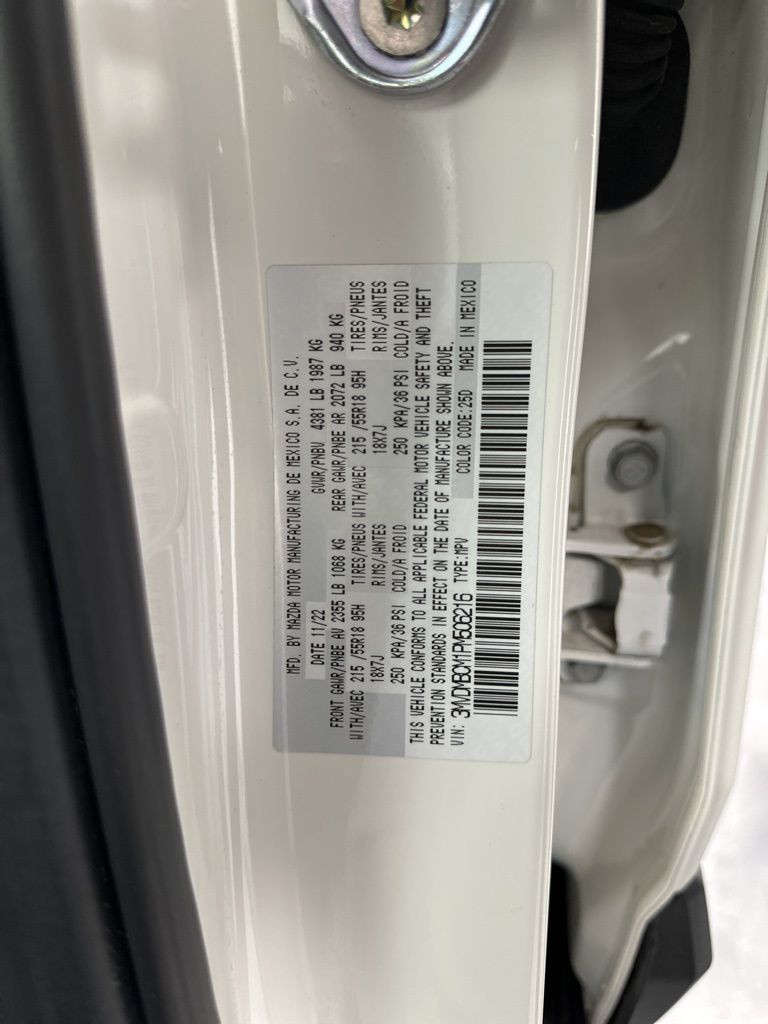 MFD. BY MAZDA MOTOR MANUFACTURING DE MEXICO S.A. DE C.V.
DATE 11/22 GVWR/PNBV 4381 LB 1987 KG
FRONT GAWR/PNBE AV 2355 LB 1068 KG REAR GAWR/PNBE AR 2072 LB 940 KG
WITH/AVEC 215 /55R18 95H TIRES/PNEUS WITH/AVEC 215 /55R18 95H TIRES/PNEUS
18X7J RIMS/JANTES 18X7J RIMS/JANTES
250 KPA/36 PSI COLD/A FROID 250 KPA/36 PSI COLD/A FROID
THIS VEHICLE CONFORMS TO ALL APPLICABLE FEDERAL MOTOR VEHICLE SAFETY AND THEFT
PREVENTION STANDARDS IN EFFECT ON THE DATE OF MANUFACTURE SHOWN ABOVE.
VIN: 3MVDMBCM1PM506216 TYPE:MPV COLOR CODE:25D MADE IN MEXICO